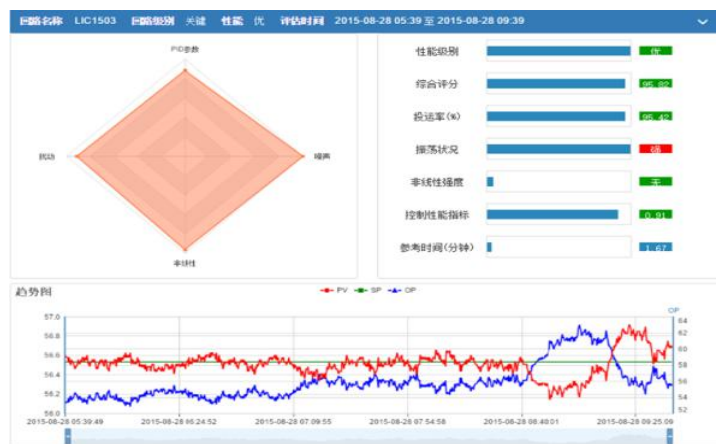 回路名称 LIC1503 回路级别 关键 性能 优 评估时间 2015-08-28 05:39 至 2015-08-28 09:39
PID参数
扰动
噪声
非线性
性能级别 优
综合评分 95.82
投运率(%) 95.42
振荡状况 强
非线性强度 无
控制性能指标 0.91
参考时间(分钟) 1.67
趋势图
PV SP OP
OP
57.0
56.8
56.6
56.4
56.2
56.0
64
62
60
58
56
54
52
2015-08-28 05:39:49 2015-08-28 06:24:52 2015-08-28 07:09:55 2015-08-28 07:54:58 2015-08-28 08:40:01 2015-08-28 09:25:09